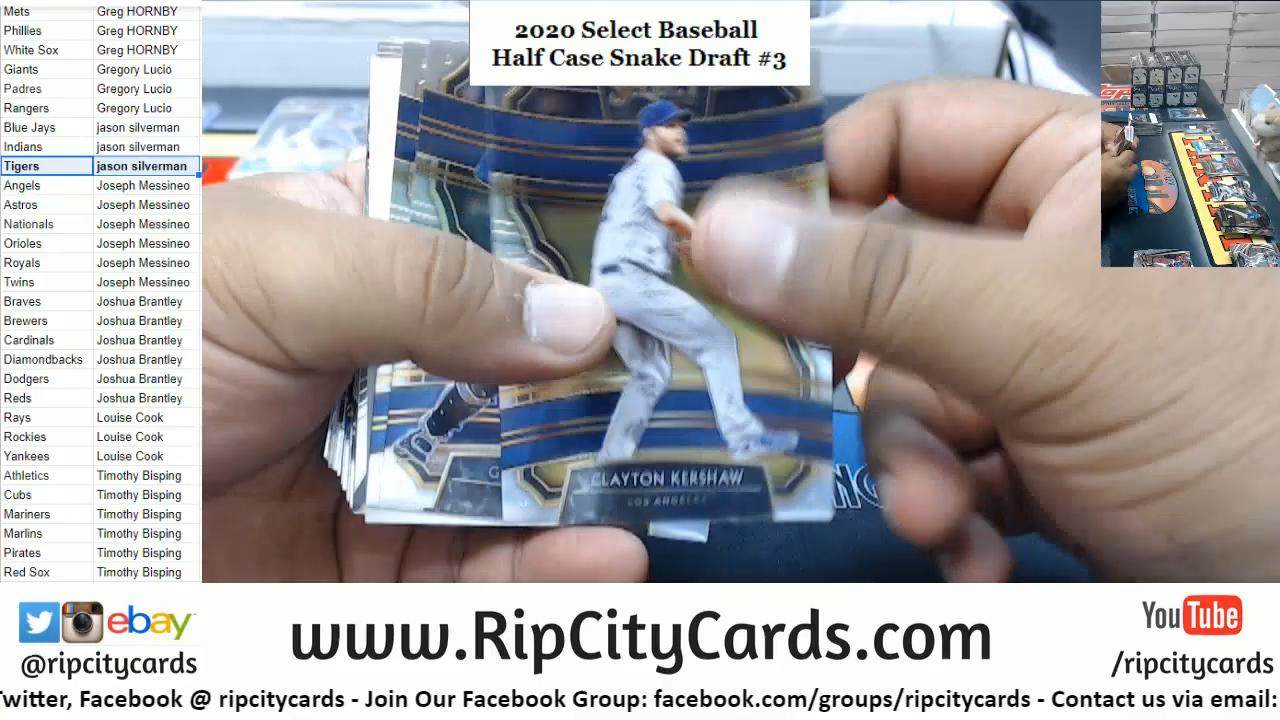 2020 Select Baseball
Half Case Snake Draft #3
Mets Greg HORNBY
Phillies Greg HORNBY
White Sox Greg HORNBY
Giants Gregory Lucio
Padres Gregory Lucio
Rangers Gregory Lucio
Blue Jays jason silverman
Indians jason silverman
Tigers jason silverman
Angels Joseph Messineo
Astros Joseph Messineo
Nationals Joseph Messineo
Orioles Joseph Messineo
Royals Joseph Messineo
Twins Joseph Messineo
Braves Joshua Brantley
Brewers Joshua Brantley
Cardinals Joshua Brantley
Diamondbacks Joshua Brantley
Dodgers Joshua Brantley
Reds Joshua Brantley
Rays Louise Cook
Rockies Louise Cook
Yankees Louise Cook
Athletics Timothy Bisping
Cubs Timothy Bisping
Mariners Timothy Bisping
Marlins Timothy Bisping
Pirates Timothy Bisping
Red Sox Timothy Bisping
CLAYTON KERSHAW
LOS ANGELES
ebay
@ripcitycards
www.RipCityCards.com
YouTube
/ripcitycards
Twitter, Facebook @ ripcitycards - Join Our Facebook Group: facebook.com/groups/ripcitycards - Contact us via email: